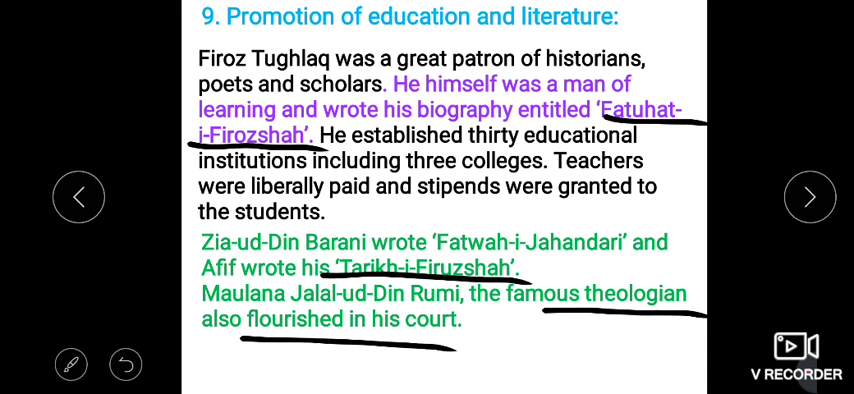 9. Promotion of education and literature:
Firoz Tughlaq was a great patron of historians,
poets and scholars. He himself was a man of
learning and wrote his biography entitled ‘Fatuhat-
i-Firozshah’. He established thirty educational
institutions including three colleges. Teachers
were liberally paid and stipends were granted to
the students.
Zia-ud-Din Barani wrote ‘Fatwah-i-Jahandari’ and
Afif wrote his ‘Tarikh-i-Firuzshah’.
Maulana Jalal-ud-Din Rumi, the famous theologian
also flourished in his court.
V RECORDER